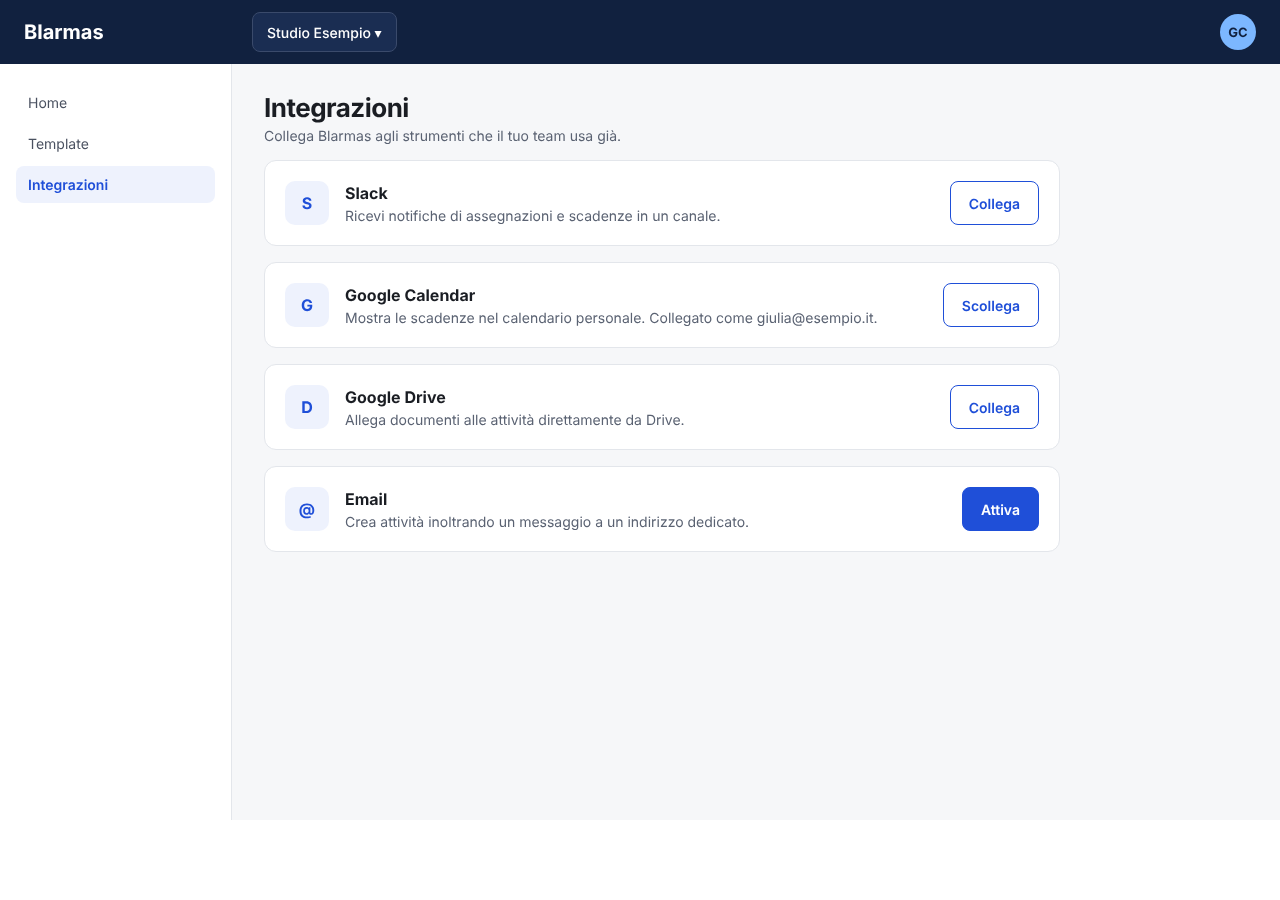 Blarmas
Studio Esempio ▾
GC
Home
Template
Integrazioni
Integrazioni
Collega Blarmas agli strumenti che il tuo team usa già.
S
Slack
Ricevi notifiche di assegnazioni e scadenze in un canale.
Collega
G
Google Calendar
Mostra le scadenze nel calendario personale. Collegato come giulia@esempio.it.
Scollega
D
Google Drive
Allega documenti alle attività direttamente da Drive.
Collega
@
Email
Crea attività inoltrando un messaggio a un indirizzo dedicato.
Attiva